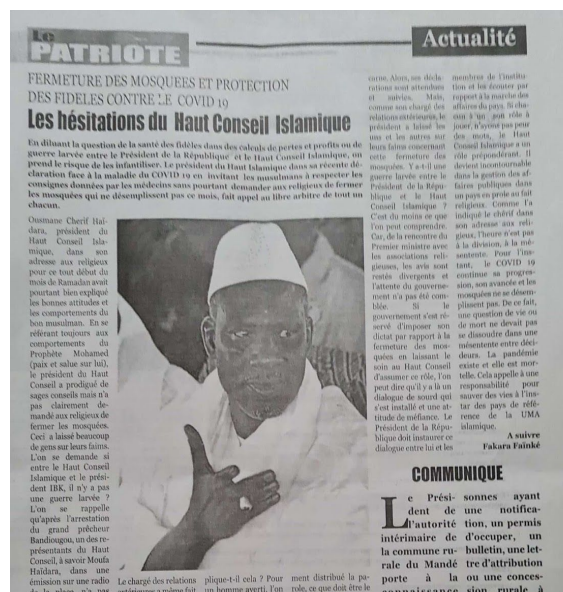 Le
PATRIOTE
Actualité
FERMETURE DES MOSQUEES ET PROTECTION
DES FIDELES CONTRE LE COVID 19
Les hésitations du Haut Conseil Islamique
En diluant la question de la santé des fidèles dans des calculs de pertes et profits ou de
guerre larvée entre le Président de la République et le Haut Conseil Islamique, on
prend le risque de les infantiliser. Le président du Haut Islamique dans sa récente dé-
claration face à la maladie du COVID 19 en invitant les musulmans à respecter les
consignes données par les médecins sans pourtant demander aux religieux de fermer
les mosquées qui ne désemplissent pas ce mois, fait appel au libre arbitre de tout un
chacun.
Ousmane Cherif Haï-
dara, président du
Haut Conseil Isla-
mique, dans son
adresse aux religieux
pour ce tout début du
mois de Ramadan avait
pourtant bien expliqué
les bonnes attitudes et
les comportements du
bon musulman. En se
référant toujours aux
comportements du
Prophète Mohamed
(paix et salue sur lui),
le président du Haut
Conseil a prodigué de
sages conseils mais n'a
pas clairement de-
mandé aux religieux de
fermer les mosquées.
Ceci a laissé beaucoup
de gens sur leurs faims.
L'on se demande si
entre le Haut Conseil
Islamique et le prési-
dent IBK, il n'y a pas
une guerre larvée ?
L'on se rappelle
qu'après l'arrestation
du grand prêcheur
Bandiougou, un des re-
présentants du Haut
Conseil, à savoir Moufa
Haïdara, dans une
émission sur une radio
Le chargé des relations
plique-t-il cela ? Pour
un homme averti, l'on
ment distribué la pa-
role, ce que doit être le
carne. Alors, ses décla-
rations sont attendues
et suivies. Mais,
comme son chargé des
relations extérieures, le
président a laissé les
uns et les autres sur
leurs faims concernant
cette fermeture des
mosquées. Y a-t-il une
guerre larvée entre le
Président de la Répu-
blique et le Haut
Conseil Islamique ?
C'est du moins ce que
l'on peut comprendre.
Car, de la rencontre du
Premier ministre avec
les associations reli-
gieuses, les avis sont
restés divergents et
l'attente du gouverne-
ment n'a pas été com-
blée. Si le
gouvernement s'est ré-
servé d'imposer son
dictat par rapport à la
fermeture des mos-
quées en laissant le
soin au Haut Conseil
d'assumer ce rôle, l'on
peut dire qu'il y a là un
dialogue de sourd qui
s'est installé et une at-
titude de méfiance. Le
Président de la Répu-
blique doit instaurer ce
dialogue entre lui et les
membres de l'institu-
tion et les écouter par
rapport à la marche des
affaires du pays. Si cha-
cun a un rôle à
jouer, n'ayons pas peur
des mots, le Haut
Conseil Islamique a un
rôle prépondérant. Il
devient incontournable
dans la gestion des af-
faires publiques dans
un pays en proie au fait
religieux. Comme l'a
indiqué le chérif dans
son adresse aux reli-
gieux, l'heure n'est pas
à la division, à la mé-
sentente. Pour l'ins-
tant, le COVID 19
continue sa progres-
sion, son avancée et les
mosquées ne se désem-
plissent pas. De ce fait,
une question de vie ou
de mort ne devait pas
se dissoudre dans une
mésentente entre déci-
deurs. La pandémie
existe et elle est mor-
telle. Cela appelle à une
responsabilité pour
sauver des vies à l'ins-
tar des pays de réfé-
rence de la UMA
islamique.
A suivre
Fakara Faïnké
COMMUNIQUE
Le Prési-
dent de
l'autorité
intérimaire de
la commune ru-
rale du Mandé
porte à la
connaissance
sonnes ayant
une notifica-
tion, un permis
d'occuper, un
bulletin, une let-
tre d'attribution
ou une conces-
sion rurale à